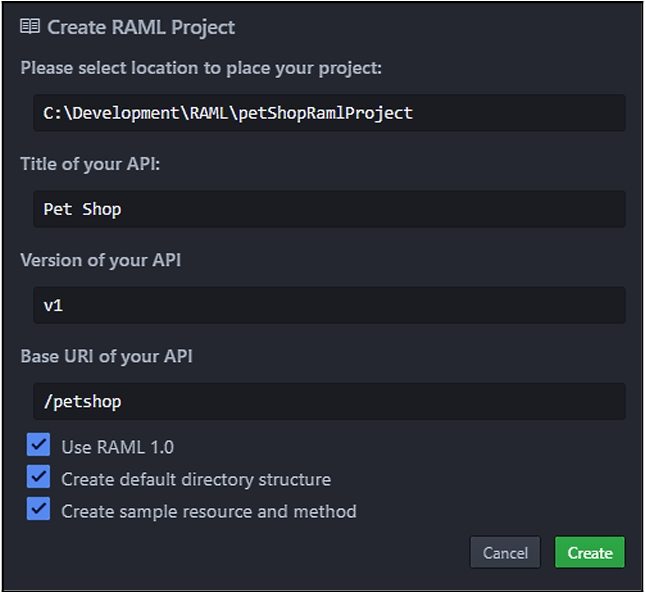 Create RAML Project
Please select location to place your project:
C:\Development\RAML\petShopRamlProject
Title of your API:
Pet Shop
Version of your API
v1
Base URI of your API
/petshop
Use RAML 1.0
Create default directory structure
Create sample resource and method
Cancel Create